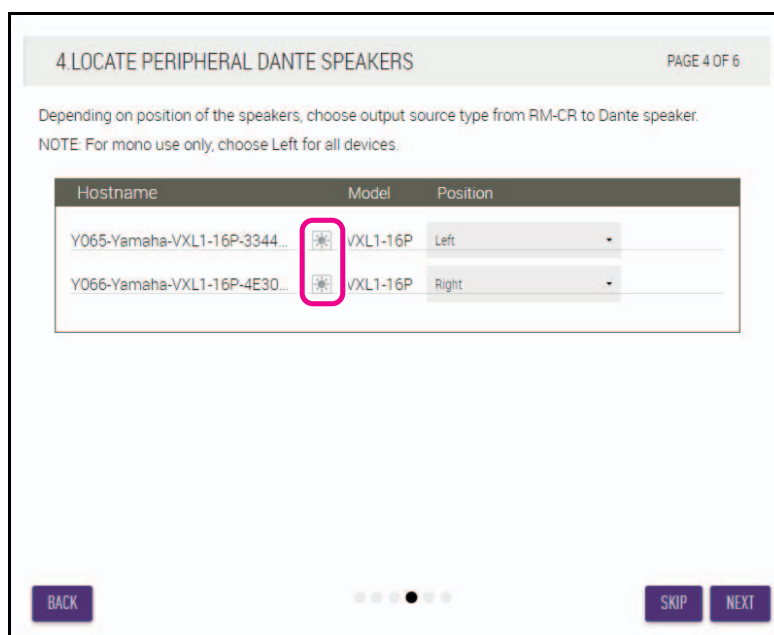 4.LOCATE PERIPHERAL DANTE SPEAKERS PAGE 4 OF 6
Depending on position of the speakers, choose output source type from RM-CR to Dante speaker.
NOTE: For mono use only, choose Left for all devices.
Hostname Model Position
Y065-Yamaha-VXL1-16P-3344... VXL1-16P Left
Y066-Yamaha-VXL1-16P-4E30... VXL1-16P Right
BACK SKIP NEXT